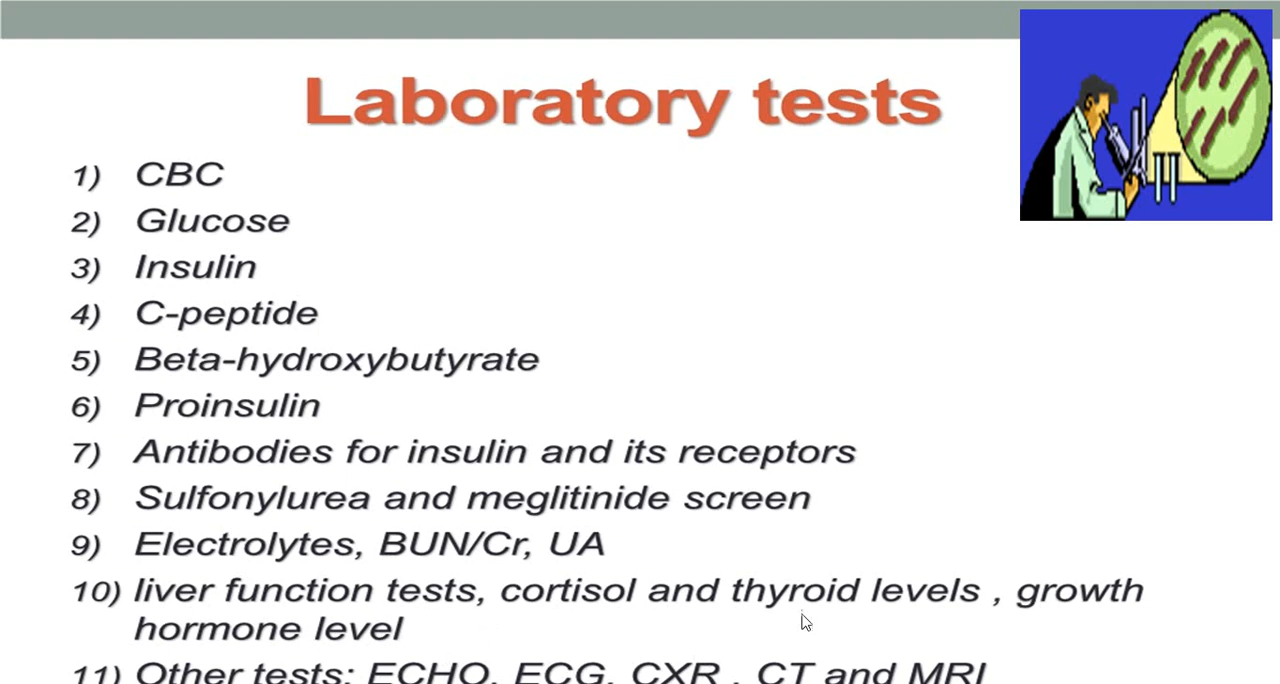 Laboratory tests
1) CBC
2) Glucose
3) Insulin
4) C-peptide
5) Beta-hydroxybutyrate
6) Proinsulin
7) Antibodies for insulin and its receptors
8) Sulfonylurea and meglitinide screen
9) Electrolytes, BUN/Cr, UA
10) liver function tests, cortisol and thyroid levels , growth
hormone level
11) Other tests: ECHO, ECG, CXR , CT and MRI